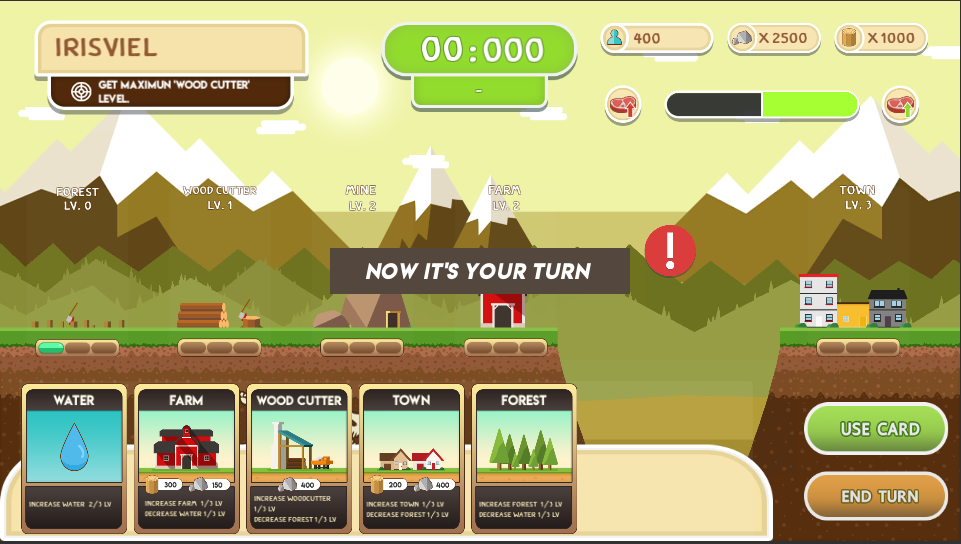 IRISVIEL
GET MAXIMUN 'WOOD CUTTER'
LEVEL.
00:000
-
400
X 2500
X 1000
FOREST
LV. 0
WOOD CUTTER
LV. 1
MINE
LV. 2
FARM
LV. 2
TOWN
LV. 3
NOW IT'S YOUR TURN
!
WATER
INCREASE WATER 2/3 LV
FARM
300
150
INCREASE FARM 1/3 LV
DECREASE WATER 1/3 LV
WOOD CUTTER
400
INCREASE WOODCUTTER
1/3 LV
DECREASE FOREST 1/3 LV
TOWN
200
400
INCREASE TOWN 1/3 LV
DECREASE FOREST 1/3 LV
FOREST
INCREASE FOREST 1/3 LV
DECREASE WATER 1/3 LV
USE CARD
END TURN